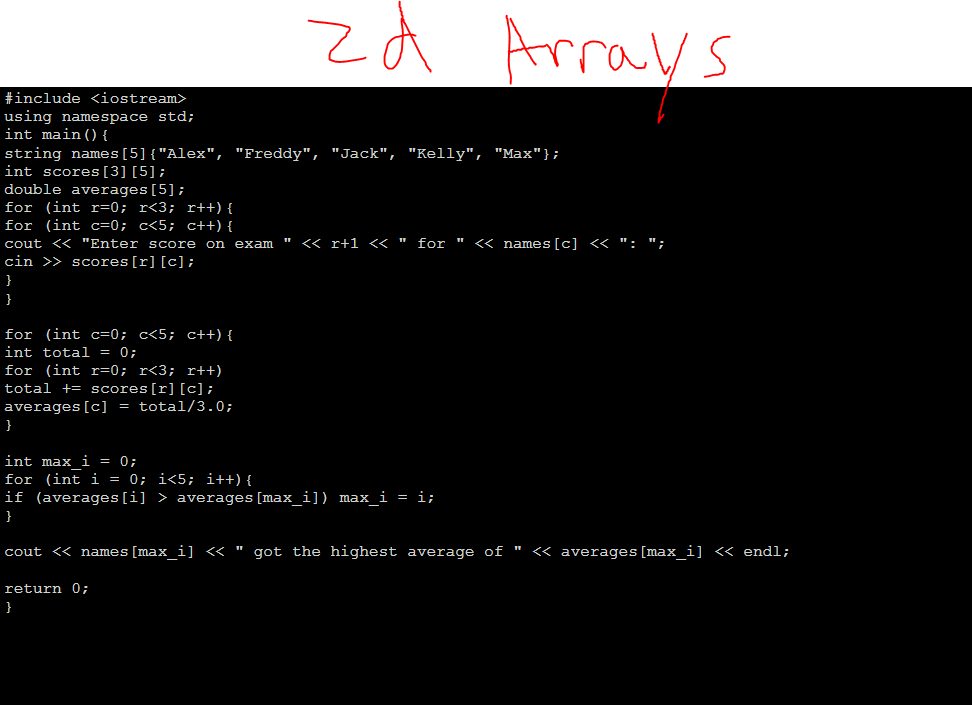 2d Arrays
#include <iostream>
using namespace std;
int main(){
string names[5]{"Alex", "Freddy", "Jack", "Kelly", "Max"};
int scores[3][5];
double averages[5];
for (int r=0; r<3; r++){
for (int c=0; c<5; c++){
cout << "Enter score on exam " << r+1 << " for " << names[c] << ": ";
cin >> scores[r][c];
}
}
for (int c=0; c<5; c++){
int total = 0;
for (int r=0; r<3; r++)
total += scores[r][c];
averages[c] = total/3.0;
}
int max_i = 0;
for (int i = 0; i<5; i++){
if (averages[i] > averages[max_i]) max_i = i;
}
cout << names[max_i] << " got the highest average of " << averages[max_i] << endl;
return 0;
}